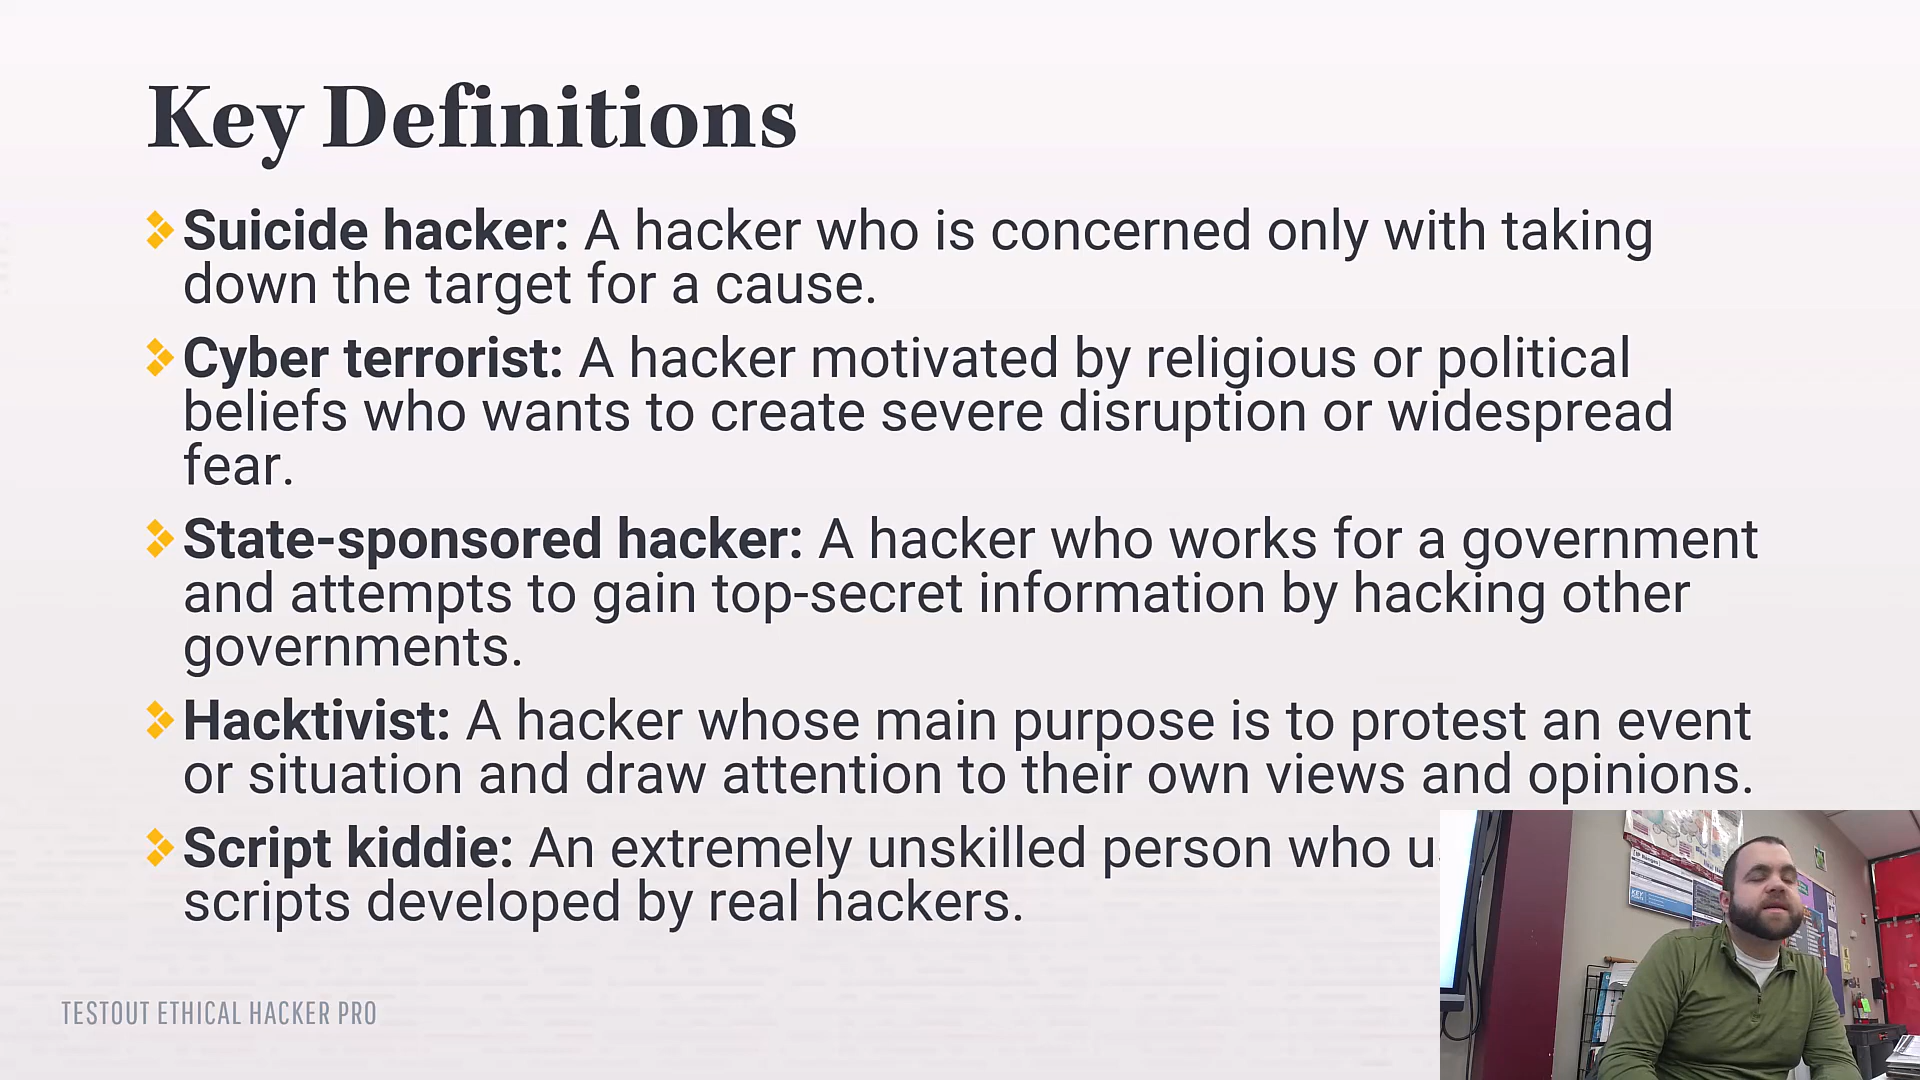 Key Definitions
Suicide hacker: A hacker who is concerned only with taking
down the target for a cause.
Cyber terrorist: A hacker motivated by religious or political
beliefs who wants to create severe disruption or widespread
fear.
State-sponsored hacker: A hacker who works for a government
and attempts to gain top-secret information by hacking other
governments.
Hacktivist: A hacker whose main purpose is to protest an event
or situation and draw attention to their own views and opinions.
Script kiddie: An extremely unskilled person who
scripts developed by real hackers.
TESTOUT ETHICAL HACKER PRO